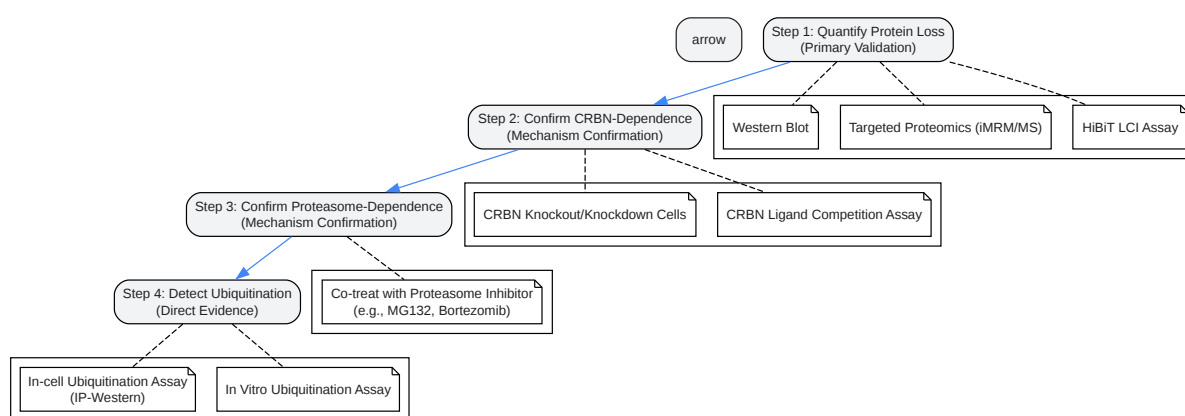 arrow
Step 1: Quantify Protein Loss
(Primary Validation)
Western Blot
Targeted Proteomics (iMRM/MS)
HiBiT LCI Assay
Step 2: Confirm CRBN-Dependence
(Mechanism Confirmation)
CRBN Knockout/Knockdown Cells
CRBN Ligand Competition Assay
Step 3: Confirm Proteasome-Dependence
(Mechanism Confirmation)
Co-treat with Proteasome Inhibitor
(e.g., MG132, Bortezomib)
Step 4: Detect Ubiquitination
(Direct Evidence)
In-cell Ubiquitination Assay
(IP-Western)
In Vitro Ubiquitination Assay